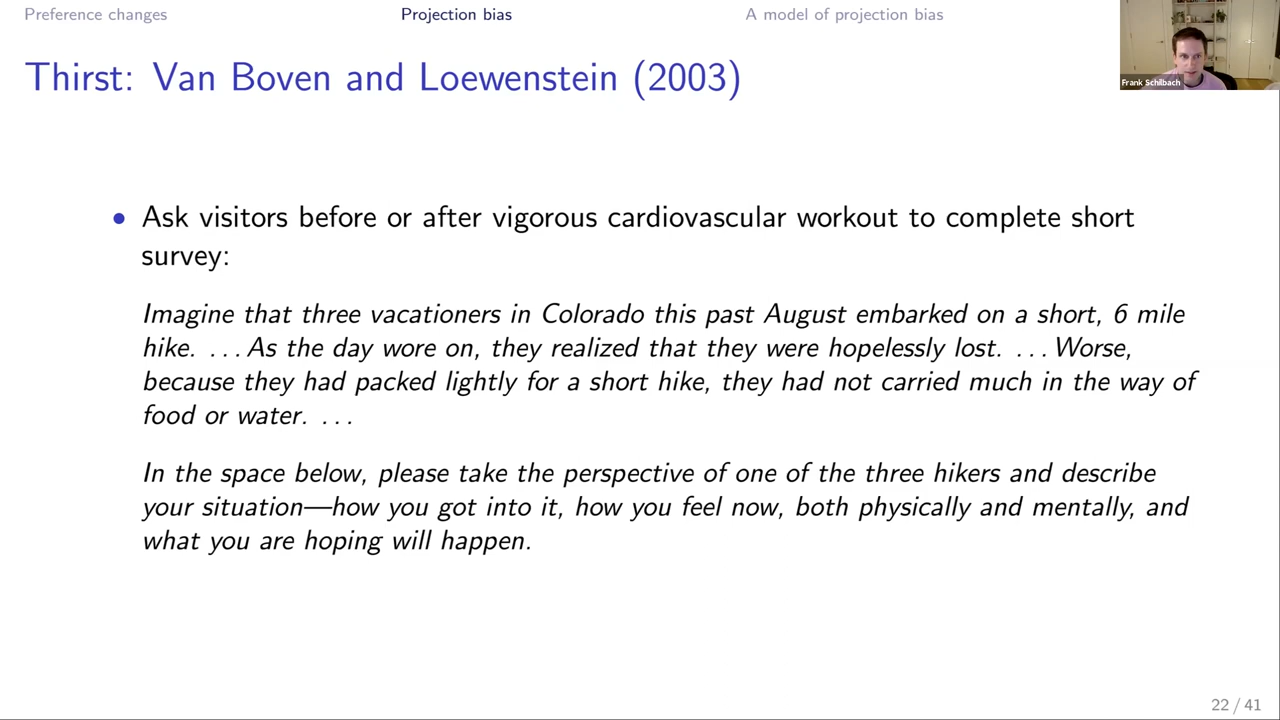 Preference changes
Projection bias
A model of projection bias
Frank Schilbach
Thirst: Van Boven and Loewenstein (2003)
• Ask visitors before or after vigorous cardiovascular workout to complete short
survey:
Imagine that three vacationers in Colorado this past August embarked on a short, 6 mile
hike. . . . As the day wore on, they realized that they were hopelessly lost. . . . Worse,
because they had packed lightly for a short hike, they had not carried much in the way of
food or water. . . .
In the space below, please take the perspective of one of the three hikers and describe
your situation—how you got into it, how you feel now, both physically and mentally, and
what you are hoping will happen.
22 / 41